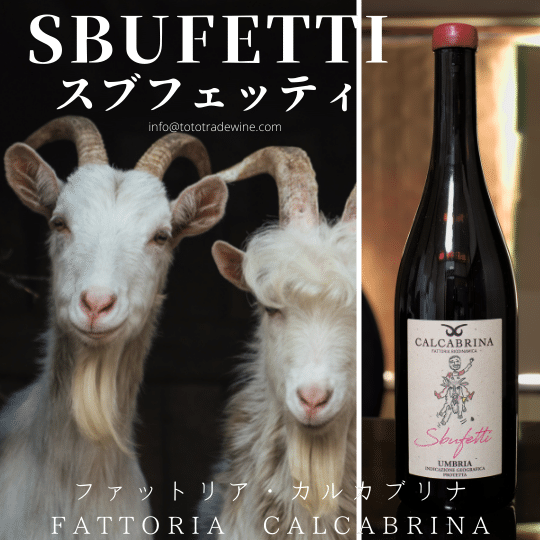 SBUFETTI
スブフェッティ
info@tototradewine.com
CALCABRINA
FATTORIA BIODINAMICA
Sbufetti
UMBRIA
INDICAZIONE GEOGRAFICA
PROTETTA
ファットリア・カルカブリナ
FATTORIA CALCABRINA